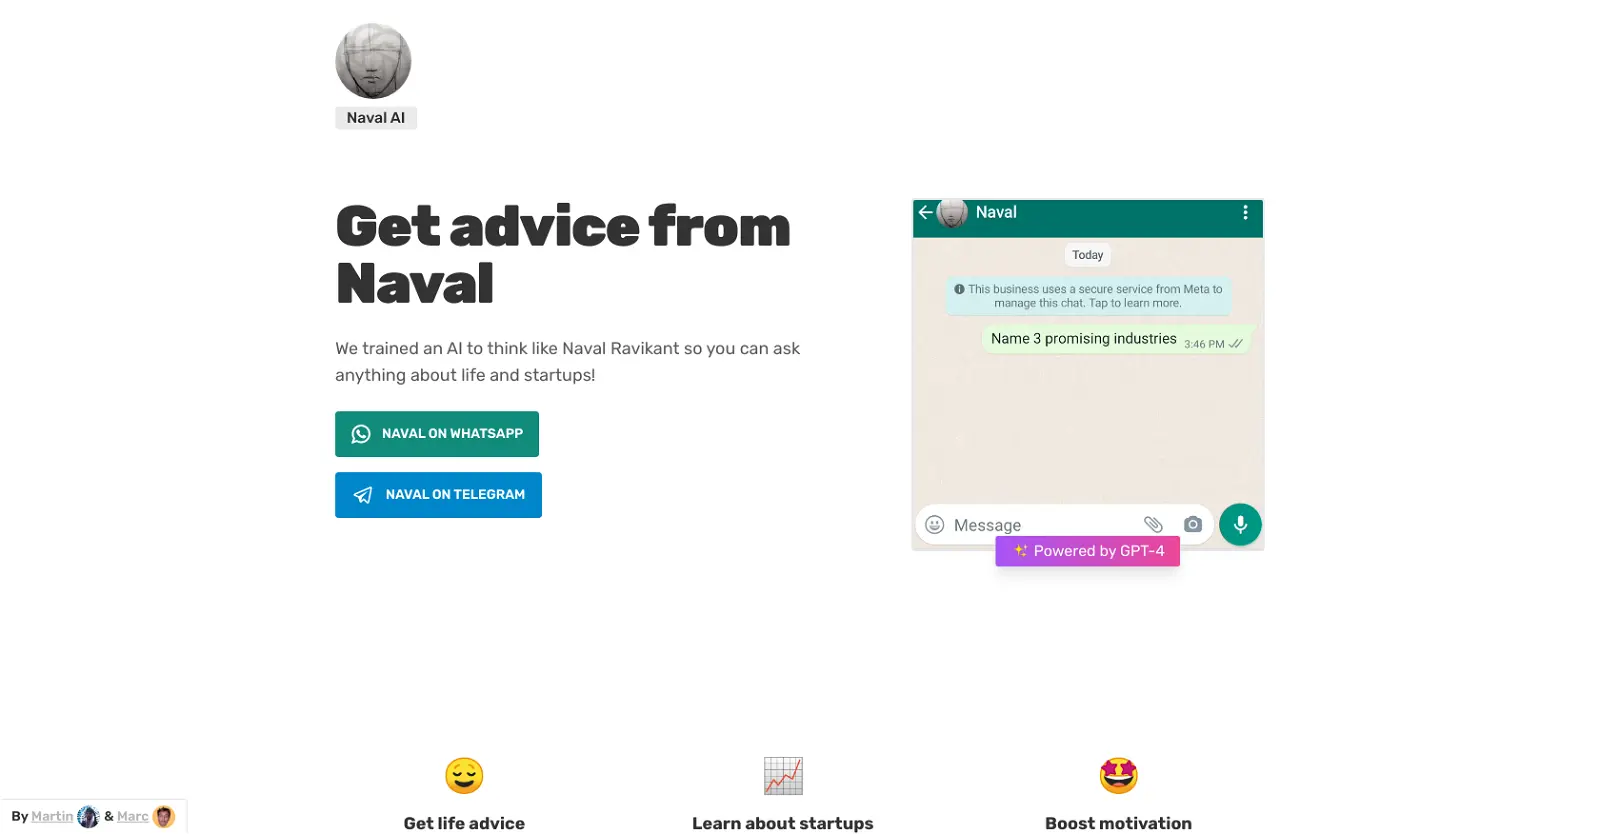 Naval AI
Get advice from
Naval
We trained an AI to think like Naval Ravikant so you can ask
anything about life and startups!
NAVAL ON WHATSAPP
NAVAL ON TELEGRAM
Naval
Today
This business uses a secure service from Meta to
manage this chat. Tap to learn more.
Name 3 promising industries 3:46 PM
Message
Powered by GPT-4
Get life advice
Learn about startups
Boost motivation
By Martin & Marc